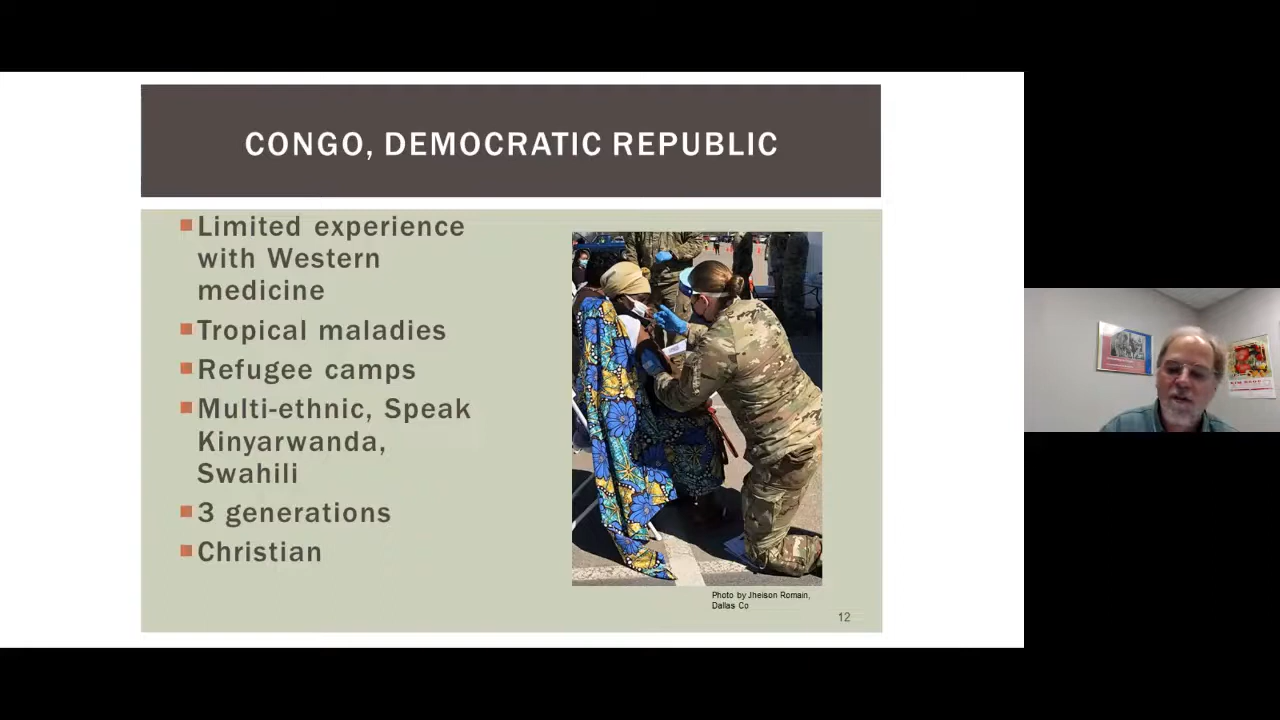 CONGO, DEMOCRATIC REPUBLIC
Limited experience
with Western
medicine
Tropical maladies
Refugee camps
Multi-ethnic, Speak
Kinyarwanda,
Swahili
3 generations
Christian
Photo by Jheison Romain,
Dallas Co
12